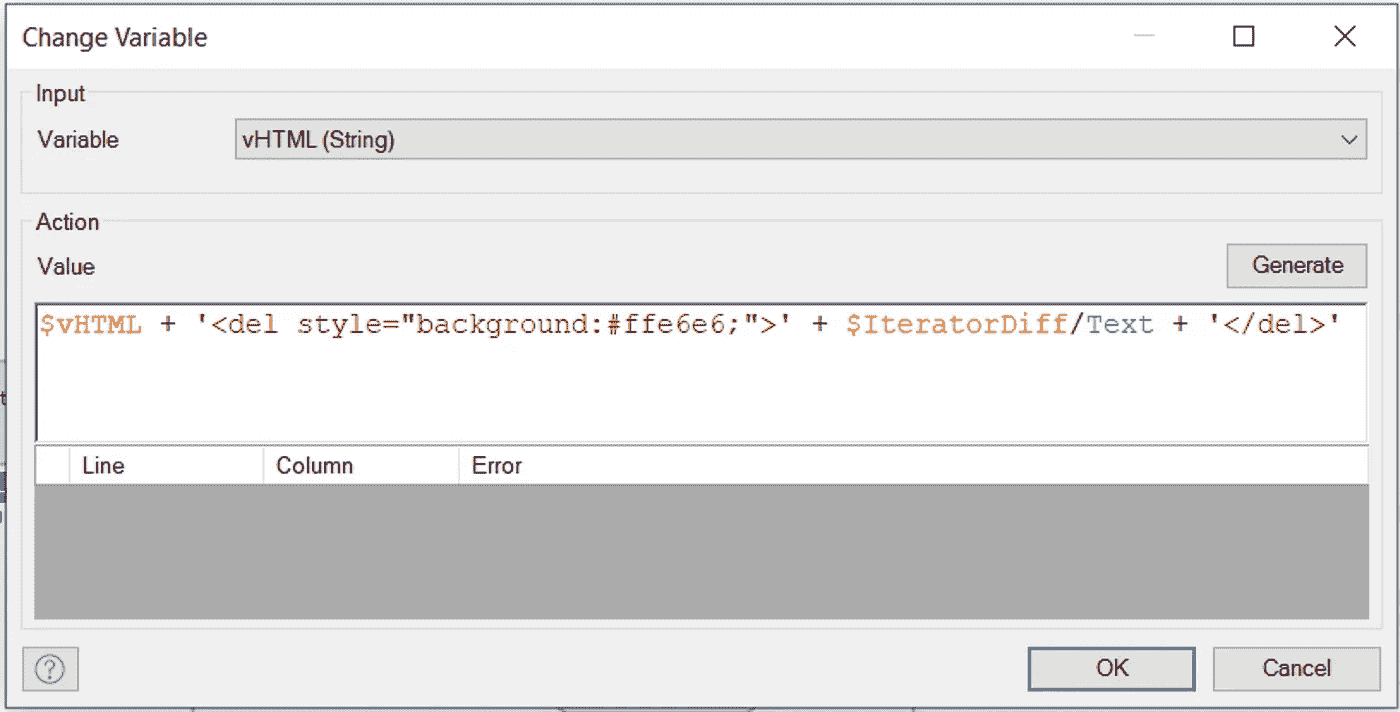 Change Variable
Input
Variable
vHTML (String)
Action
Value
Generate
$vHTML + '<del style="background:#ffe6e6;">' + $IteratorDiff/Text + '</del>'
Line Column Error
?
OK Cancel